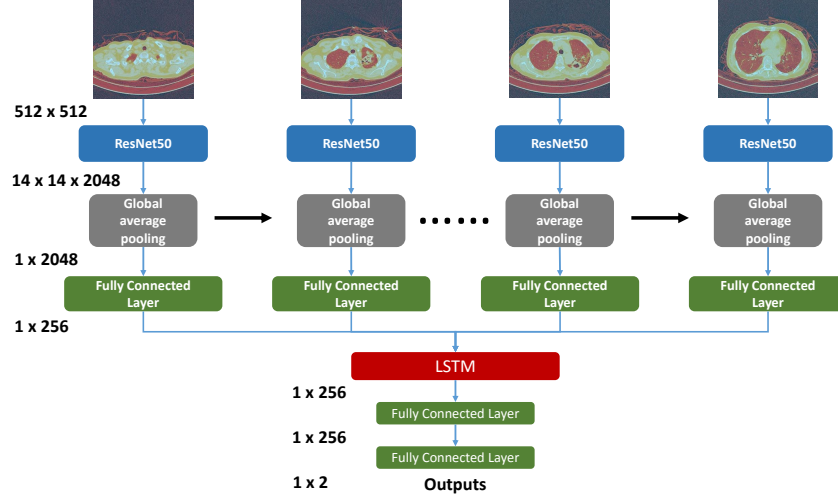 512 x 512
ResNet50 ResNet50 ResNet50 ResNet50
14 x 14 x 2048
Global average pooling
Global average pooling
......
Global average pooling
Global average pooling
1 x 2048
Fully Connected Layer
Fully Connected Layer
Fully Connected Layer
Fully Connected Layer
1 x 256
LSTM
1 x 256
Fully Connected Layer
1 x 256
Fully Connected Layer
1 x 2
Outputs